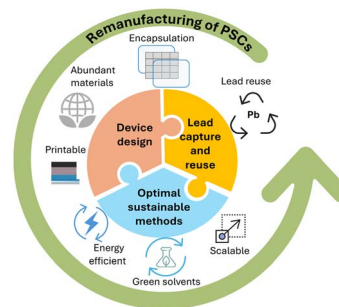 Remanufacturing of PSCs
Encapsulation
Abundant
materials
Lead reuse
Pb
Printable
Device
design
Lead
capture
and
reuse
Optimal
sustainable
methods
Energy
efficient
Green solvents
Scalable